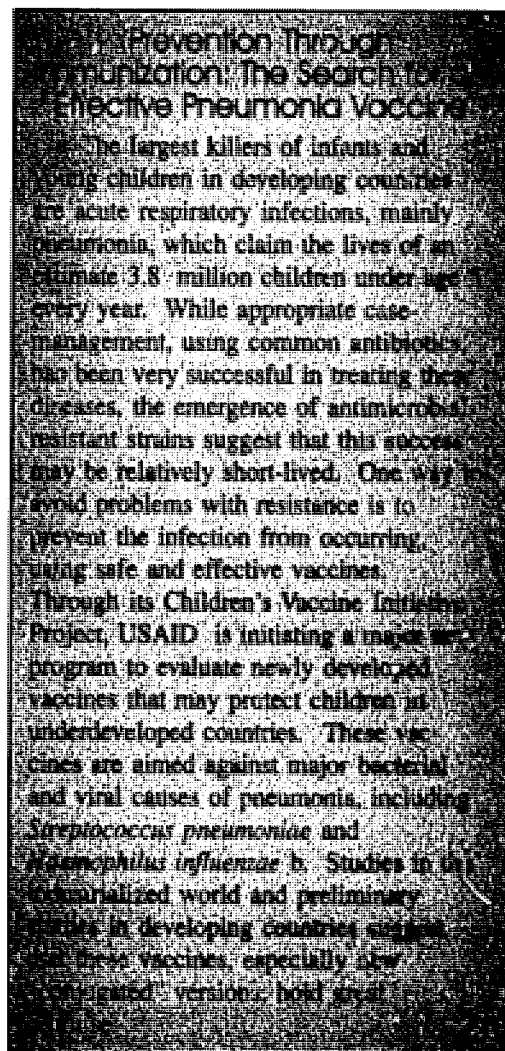 Prevention Through
Immunization: The Search for
Effective Pneumonia Vaccine
The largest killers of infants and
young children in developing countries
are acute respiratory infections, mainly
pneumonia, which claim the lives of an
estimate 3.8 million children under age
every year. While appropriate case-
management, using common antibiotics,
has been very successful in treating these
diseases, the emergence of antimicrobial
resistant strains suggest that this success
may be relatively short-lived. One way to
avoid problems with resistance is to
prevent the infection from occurring,
using safe and effective vaccines.
Through its Children's Vaccine Initiative
Project, USAID is initiating a major
program to evaluate newly developed
vaccines that may protect children in
underdeveloped countries. These vac-
cines are aimed against major bacterial
and viral causes of pneumonia, including
Streptococcus pneumoniae and
Haemophilus influenzae b. Studies in the
industrialized world and preliminary
studies in developing countries suggest
that these vaccines, especially new
"conjugated" versions, hold great